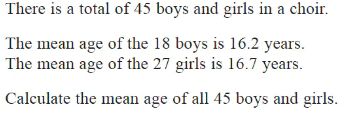 There is a total of 45 boys and girls in a choir.
The mean age of the 18 boys is 16.2 years.
The mean age of the 27 girls is 16.7 years.
Calculate the mean age of all 45 boys and girls.